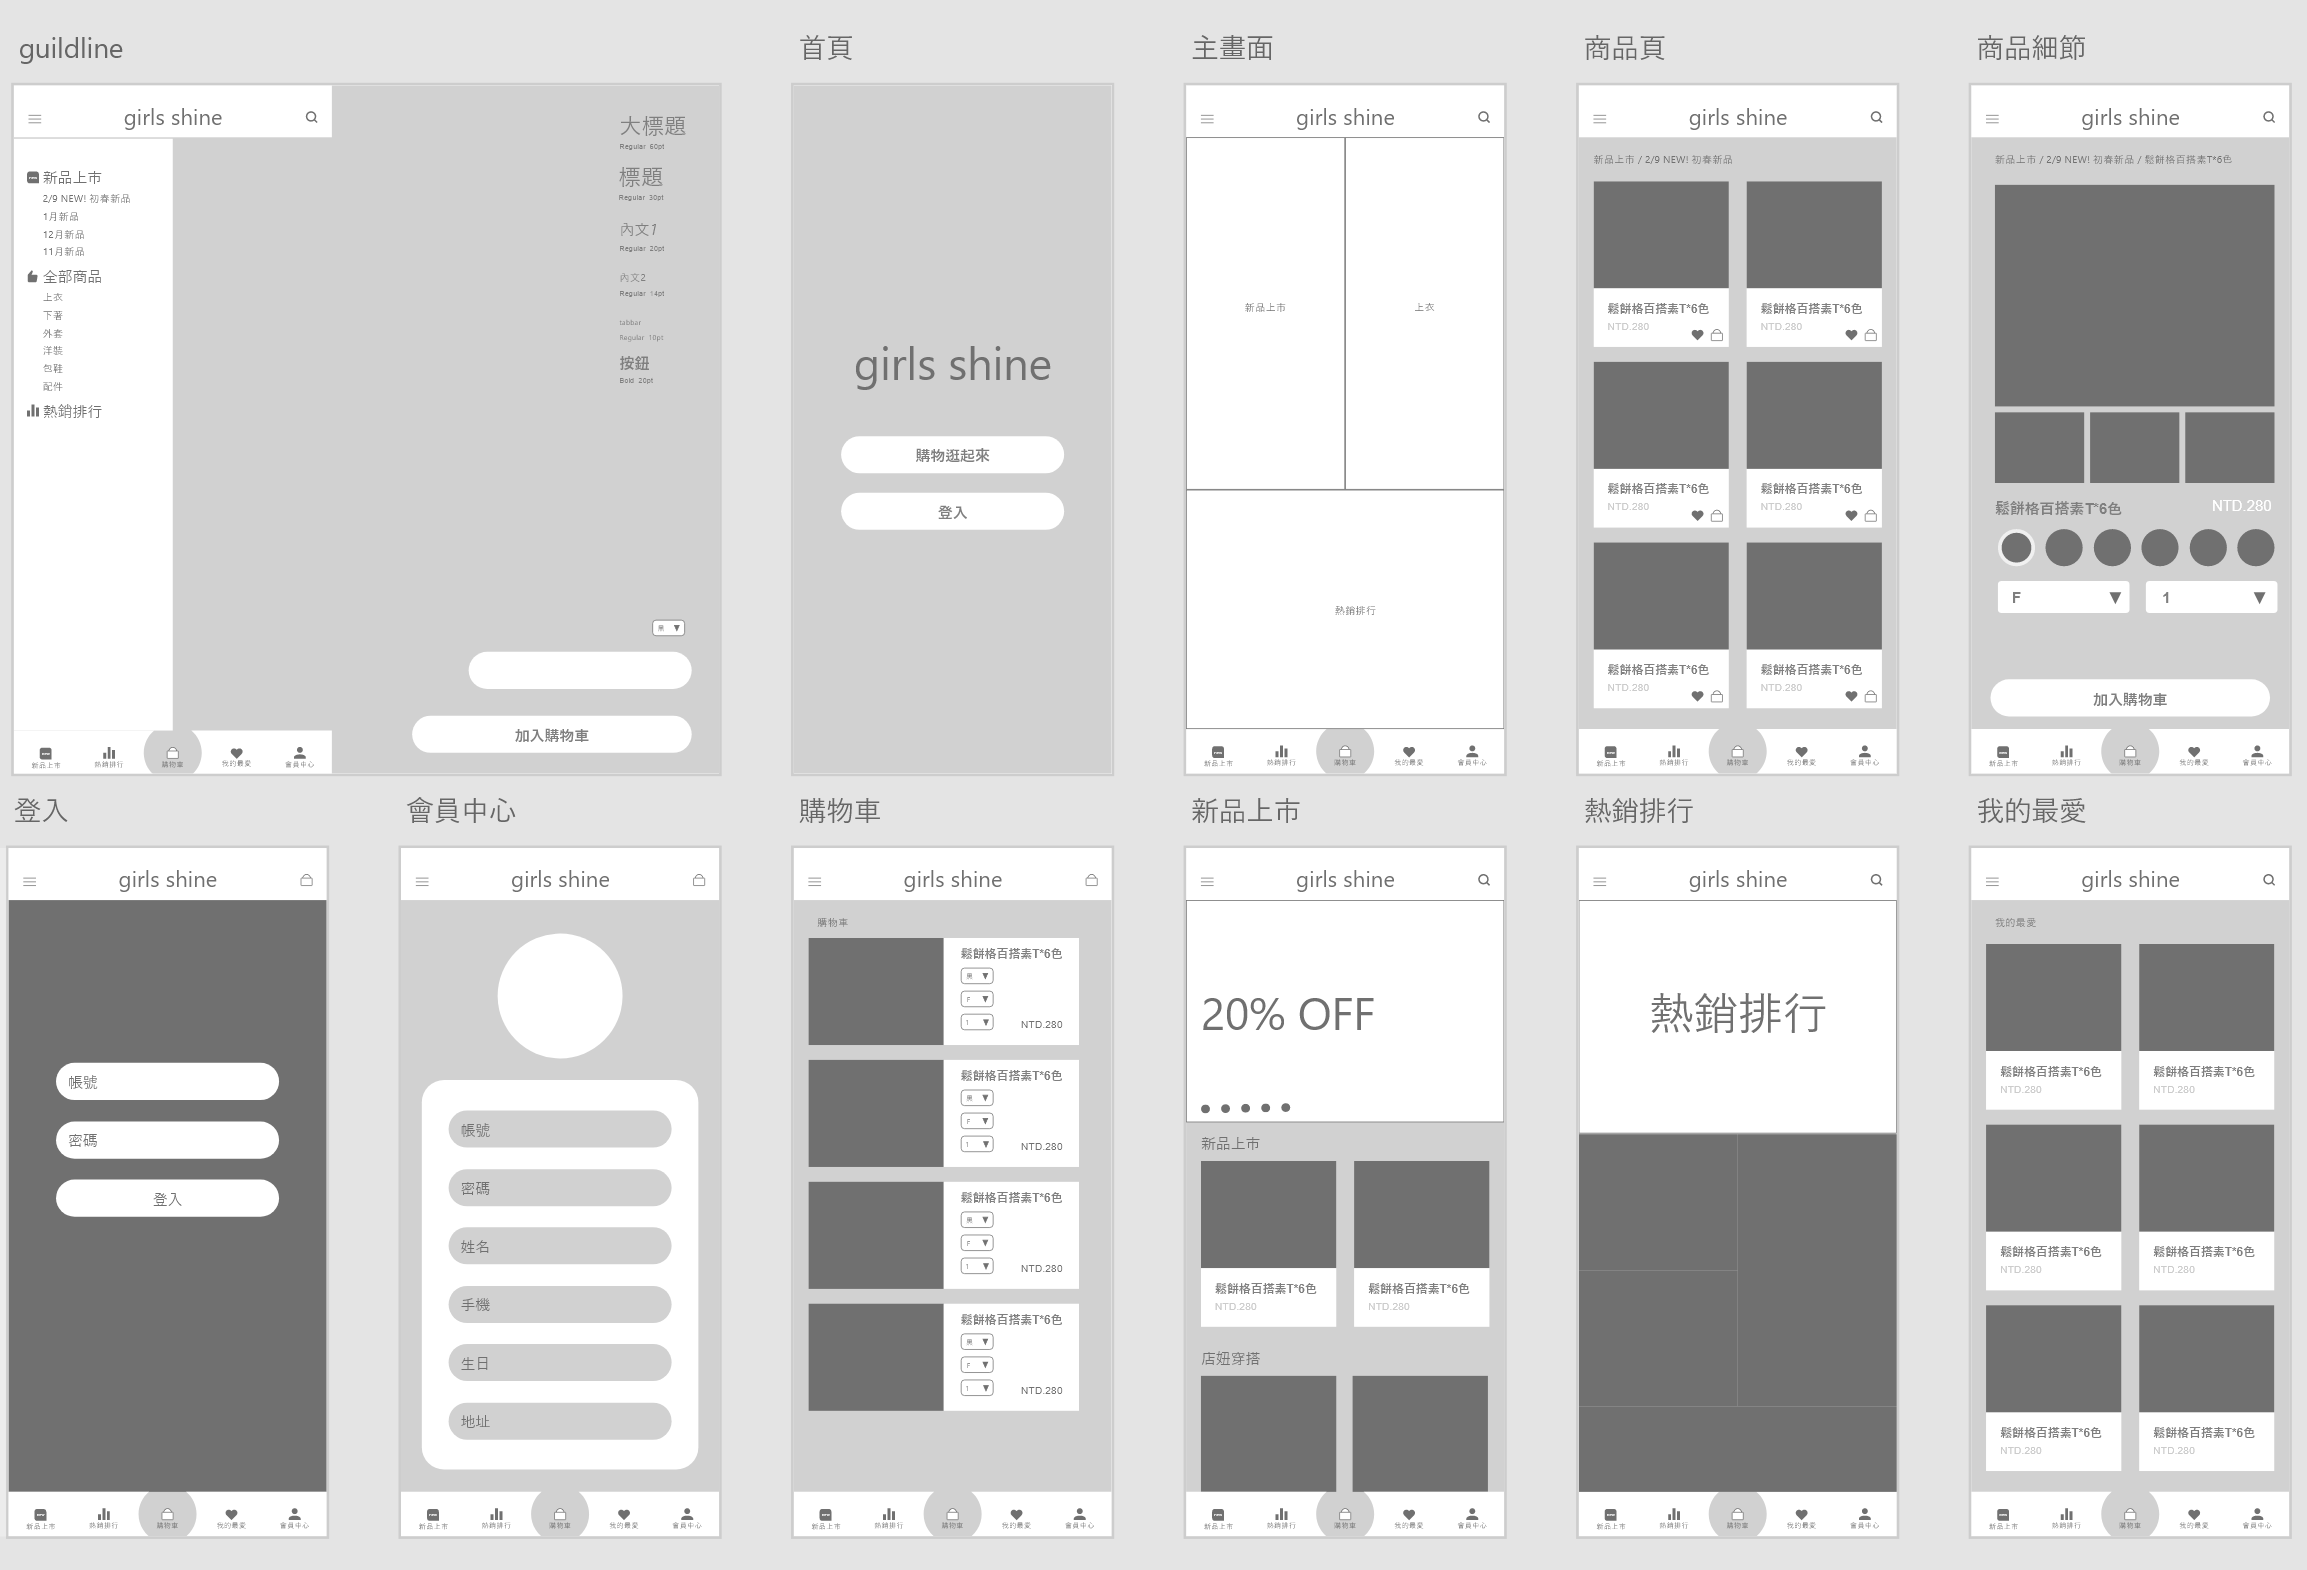 guildline
girls shine
新品上市
2/9 NEW! 初春新品
1月新品
12月新品
11月新品
全部商品
上衣
下著
外套
洋裝
包鞋
配件
熱銷排行
大標題
Regular 60pt
標題
Regular 30pt
內文1
Regular 20pt
內文2
Regular 14pt
tabbar
Regular 10pt
按鈕
Bold 20pt
黑 ▼
加入購物車
新品上市 熱銷排行 購物車 我的最愛 會員中心
首頁
girls shine
購物逛起來
登入
主畫面
girls shine
新品上市
上衣
熱銷排行
新品上市 熱銷排行 購物車 我的最愛 會員中心
商品頁
girls shine
新品上市 / 2/9 NEW! 初春新品
鬆餅格百搭素T*6色 鬆餅格百搭素T*6色
NTD.280 NTD.280
鬆餅格百搭素T*6色 鬆餅格百搭素T*6色
NTD.280 NTD.280
鬆餅格百搭素T*6色 鬆餅格百搭素T*6色
NTD.280 NTD.280
新品上市 熱銷排行 購物車 我的最愛 會員中心
商品細節
girls shine
新品上市 / 2/9 NEW! 初春新品 / 鬆餅格百搭素T*6色
鬆餅格百搭素T*6色 NTD.280
F ▼ 1 ▼
加入購物車
新品上市 熱銷排行 購物車 我的最愛 會員中心
登入
girls shine
帳號
密碼
登入
新品上市 熱銷排行 購物車 我的最愛 會員中心
會員中心
girls shine
帳號
密碼
姓名
手機
生日
地址
新品上市 熱銷排行 購物車 我的最愛 會員中心
購物車
girls shine
購物車
鬆餅格百搭素T*6色
黑 ▼
F ▼
1 ▼ NTD.280
鬆餅格百搭素T*6色
黑 ▼
F ▼
1 ▼ NTD.280
鬆餅格百搭素T*6色
黑 ▼
F ▼
1 ▼ NTD.280
鬆餅格百搭素T*6色
黑 ▼
F ▼
1 ▼ NTD.280
新品上市 熱銷排行 購物車 我的最愛 會員中心
新品上市
girls shine
20% OFF
新品上市
鬆餅格百搭素T*6色 鬆餅格百搭素T*6色
NTD.280 NTD.280
店妞穿搭
新品上市 熱銷排行 購物車 我的最愛 會員中心
熱銷排行
girls shine
熱銷排行
新品上市 熱銷排行 購物車 我的最愛 會員中心
我的最愛
girls shine
我的最愛
鬆餅格百搭素T*6色 鬆餅格百搭素T*6色
NTD.280 NTD.280
鬆餅格百搭素T*6色 鬆餅格百搭素T*6色
NTD.280 NTD.280
鬆餅格百搭素T*6色 鬆餅格百搭素T*6色
NTD.280 NTD.280
新品上市 熱銷排行 購物車 我的最愛 會員中心